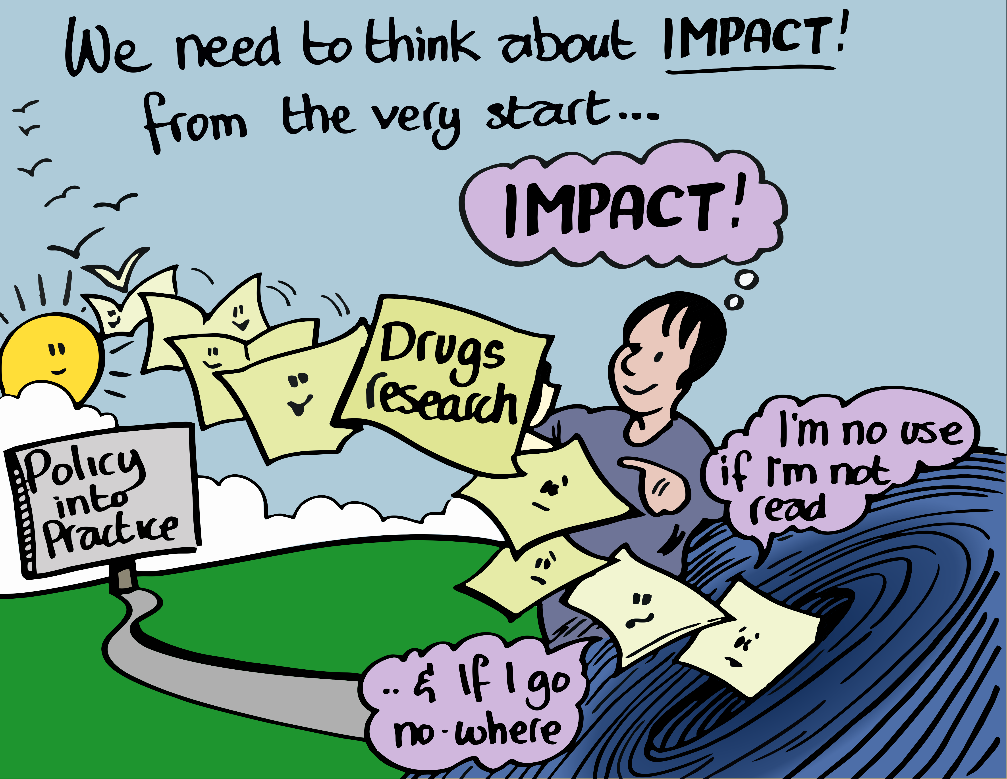 We need to think about IMPACT!
from the very start...
IMPACT!
Drugs
research
I'm no use
if I'm not
read
Policy
into
Practice
.. & If I go
no-where